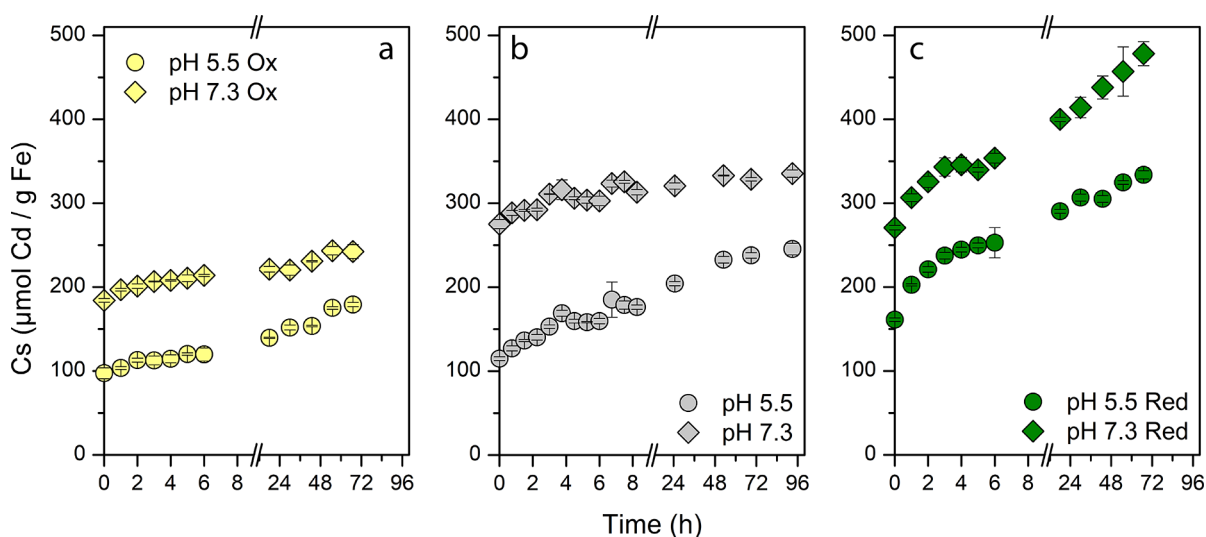 Cs (µmol Cd / g Fe)
500
400
300
200
100
0
a
pH 5.5 Ox
pH 7.3 Ox
0 2 4 6 8 24 48 72 96
500
400
300
200
100
0
b
pH 5.5
pH 7.3
0 2 4 6 8 24 48 72 96
500
400
300
200
100
0
c
pH 5.5 Red
pH 7.3 Red
0 2 4 6 8 24 48 72 96
Time (h)